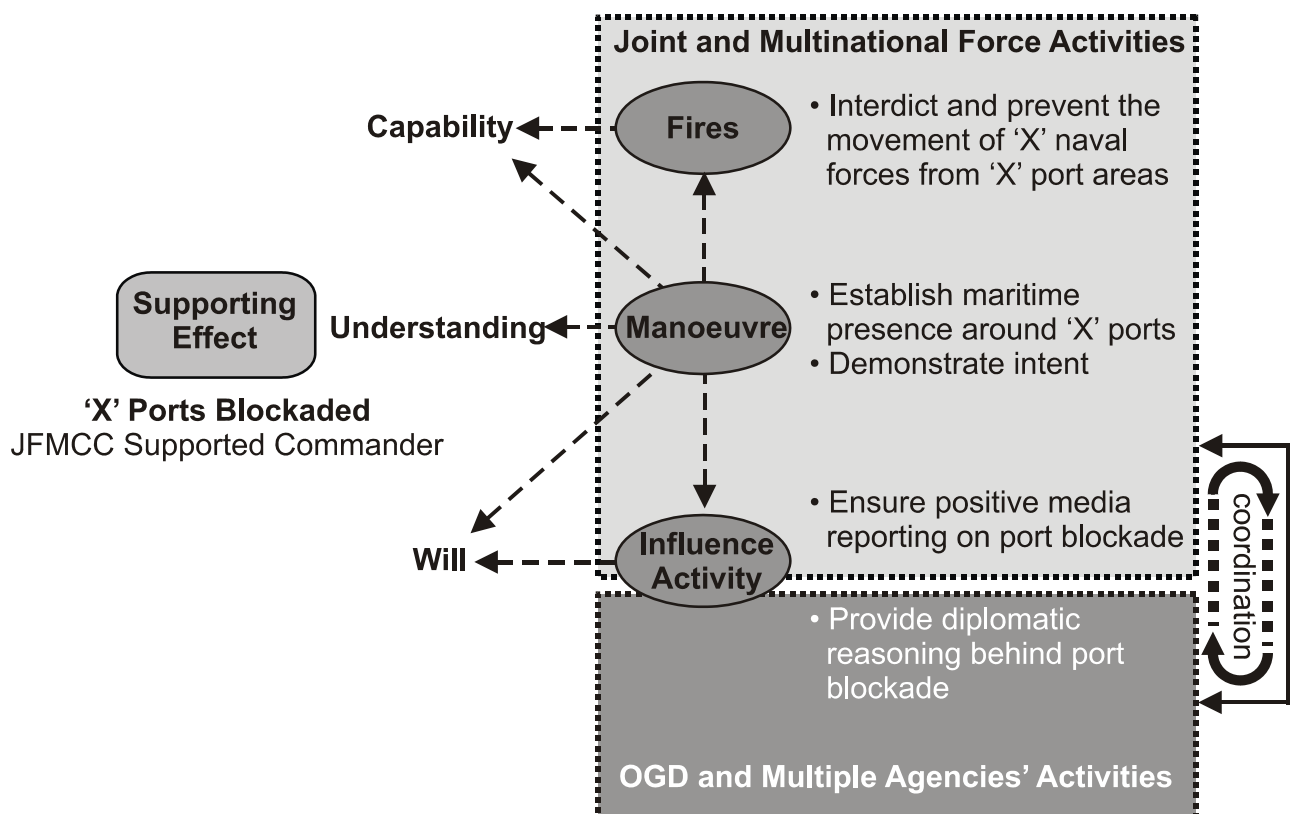 Joint and Multinational Force Activities
Capability
Fires
• Interdict and prevent the
movement of ‘X’ naval
forces from ‘X’ port areas
Supporting
Effect
‘X’ Ports Blockaded
JFMCC Supported Commander
Understanding
Manoeuvre
• Establish maritime
presence around ‘X’ ports
• Demonstrate intent
Will
Influence
Activity
• Ensure positive media
reporting on port blockade
• Provide diplomatic
reasoning behind port
blockade
OGD and Multiple Agencies’ Activities
coordination